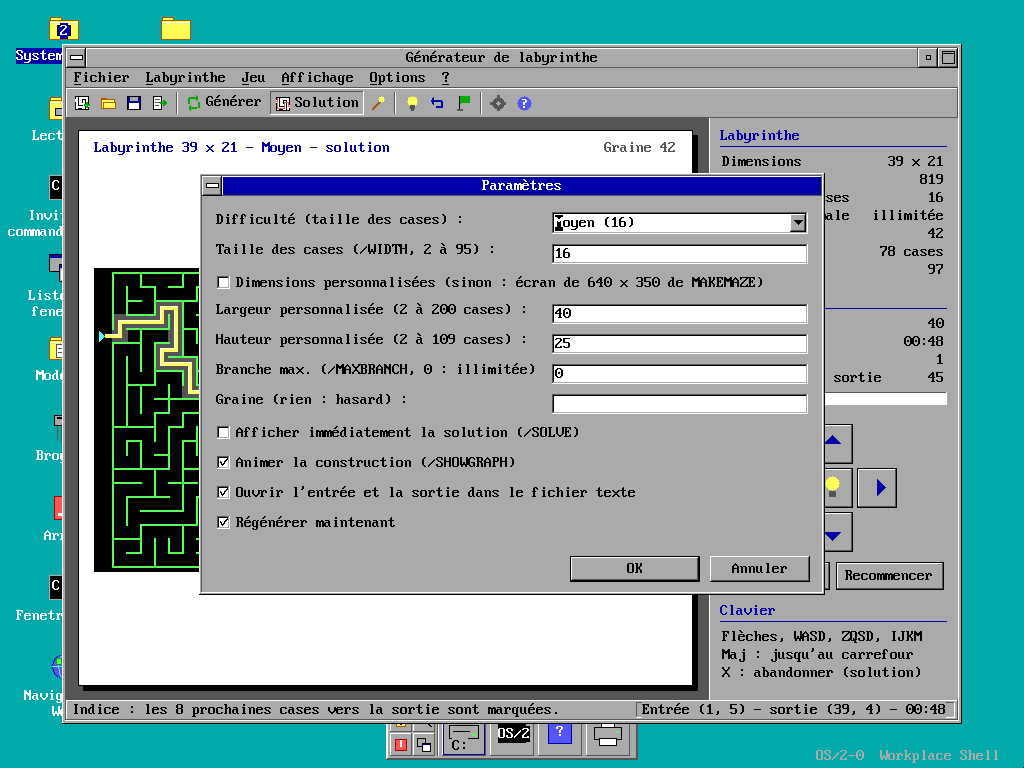 System
Générateur de labyrinthe
Fichier Labyrinthe Jeu Affichage Options ?
Générer Solution
Labyrinthe 39 x 21 - Moyen - solution Graine 42
Labyrinthe
Dimensions 39 x 21
819
ses 16
ale illimitée
42
78 cases
97
Paramètres
Difficulté (taille des cases) : Moyen (16)
Taille des cases (/WIDTH, 2 à 95) : 16
Dimensions personnalisées (sinon : écran de 640 x 350 de MAKEMAZE)
Largeur personnalisée (2 à 200 cases) : 40
Hauteur personnalisée (2 à 109 cases) : 25
Branche max. (/MAXBRANCH, 0 : illimitée) 0
Graine (rien : hasard) :
Afficher immédiatement la solution (/SOLVE)
Animer la construction (/SHOWGRAPH)
Ouvrir l'entrée et la sortie dans le fichier texte
Régénérer maintenant
OK Annuler
40
00:48
1
sortie 45
Recommencer
Clavier
Flèches, WASD, ZQSD, IJKM
Maj : jusqu'au carrefour
X : abandonner (solution)
Indice : les 8 prochaines cases vers la sortie sont marquées.
Entrée (1, 5) - sortie (39, 4) - 00:48
Lect
Invi
comman
Liste
fene
Mod
Bro
Ar
Fenetr
Navig
W
C:
OS/2
?
OS/2-0 Workplace Shell